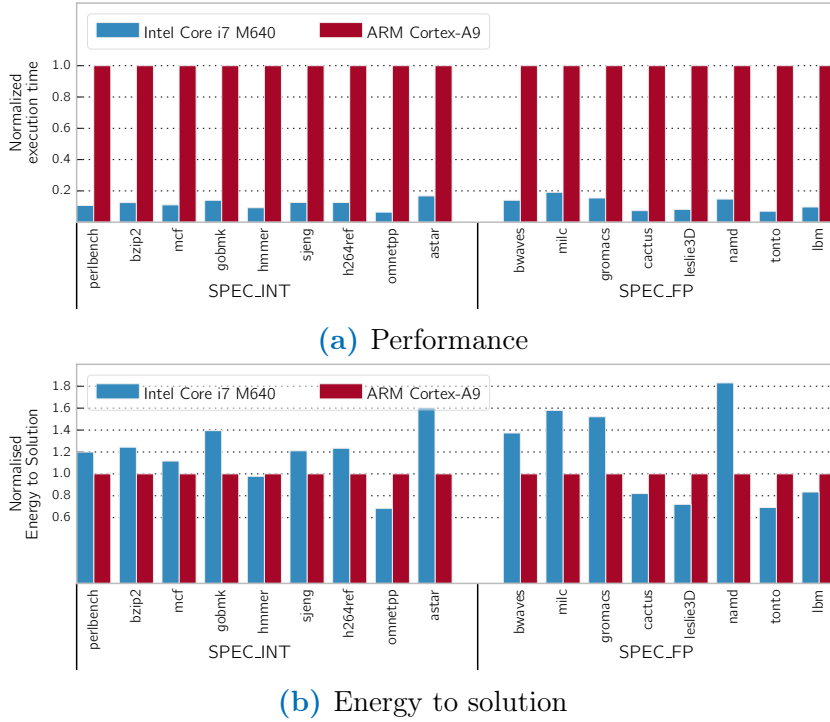 Intel Core i7 M640
ARM Cortex-A9
Normalized
execution time
1.0
0.8
0.6
0.4
0.2
perlbench
bzip2
mcf
gobmk
hmmer
sjeng
h264ref
omnetpp
astar
bwaves
milc
gromacs
cactus
leslie3D
namd
tonto
lbm
SPEC_INT
SPEC_FP
(a) Performance
Intel Core i7 M640
ARM Cortex-A9
Normalised
Energy to Solution
1.8
1.6
1.4
1.2
1.0
0.8
0.6
perlbench
bzip2
mcf
gobmk
hmmer
sjeng
h264ref
omnetpp
astar
bwaves
milc
gromacs
cactus
leslie3D
namd
tonto
lbm
SPEC_INT
SPEC_FP
(b) Energy to solution